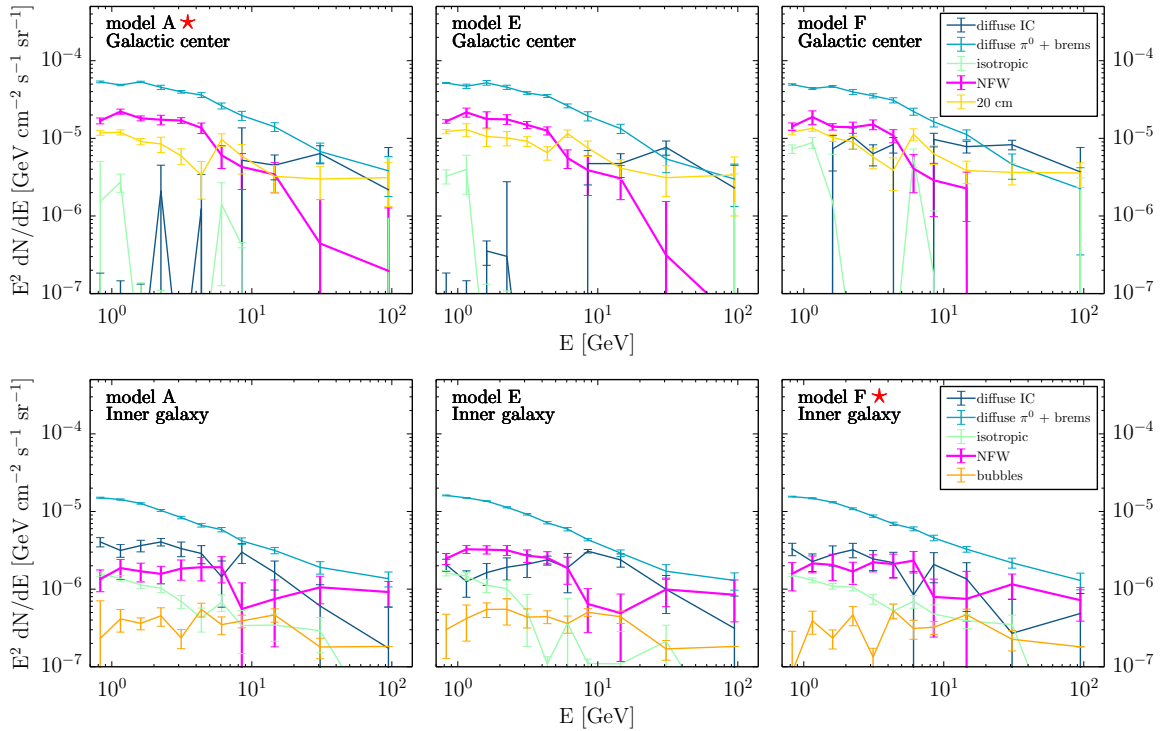 model A ★
Galactic center
model E
Galactic center
model F
Galactic center
diffuse IC
diffuse π⁰ + brems
isotropic
NFW
20 cm
E² dN/dE [GeV cm⁻² s⁻¹ sr⁻¹]
10⁻⁴
10⁻⁵
10⁻⁶
10⁻⁷
10⁻⁴
10⁻⁵
10⁻⁶
10⁻⁷
10⁰ 10¹ 10² 10⁰ 10¹ 10² 10⁰ 10¹ 10²
E [GeV]
model A
Inner galaxy
model E
Inner galaxy
model F ★
Inner galaxy
diffuse IC
diffuse π⁰ + brems
isotropic
NFW
bubbles
E² dN/dE [GeV cm⁻² s⁻¹ sr⁻¹]
10⁻⁴
10⁻⁵
10⁻⁶
10⁻⁷
10⁻⁴
10⁻⁵
10⁻⁶
10⁻⁷
10⁰ 10¹ 10² 10⁰ 10¹ 10² 10⁰ 10¹ 10²
E [GeV]